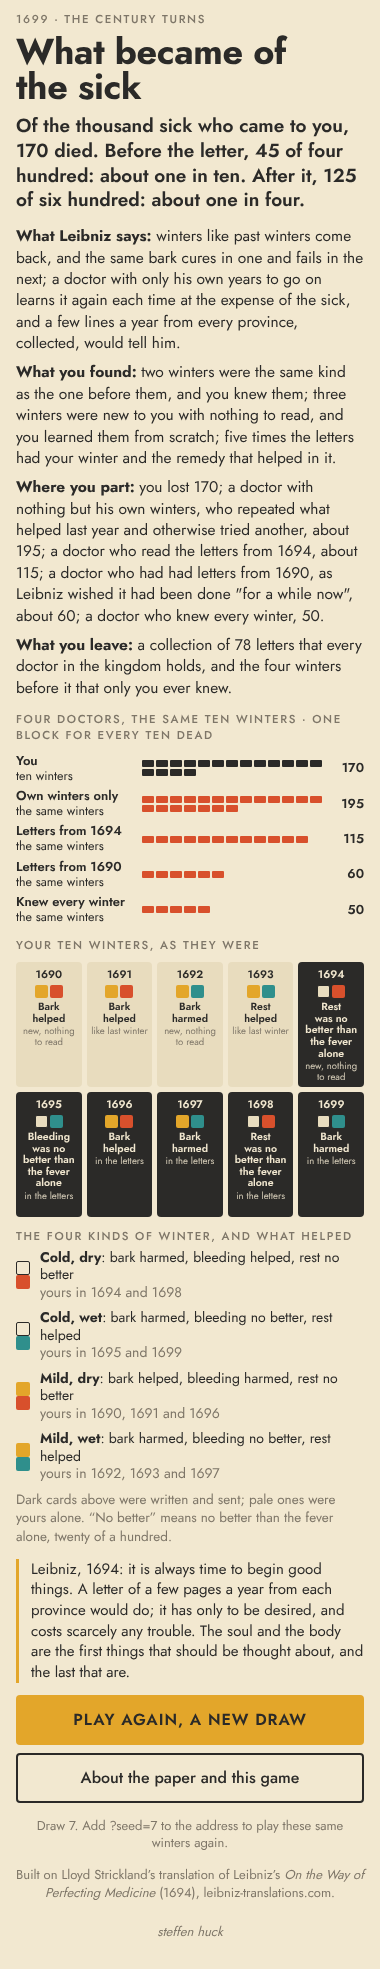 1699 · THE CENTURY TURNS
What became of
the sick
Of the thousand sick who came to you,
170 died. Before the letter, 45 of four
hundred: about one in ten. After it, 125
of six hundred: about one in four.
What Leibniz says: winters like past winters come
back, and the same bark cures in one and fails in the
next; a doctor with only his own years to go on
learns it again each time at the expense of the sick,
and a few lines a year from every province,
collected, would tell him.
What you found: two winters were the same kind
as the one before them, and you knew them; three
winters were new to you with nothing to read, and
you learned them from scratch; five times the letters
had your winter and the remedy that helped in it.
Where you part: you lost 170; a doctor with
nothing but his own winters, who repeated what
helped last year and otherwise tried another, about
195; a doctor who read the letters from 1694, about
115; a doctor who had had letters from 1690, as
Leibniz wished it had been done "for a while now",
about 60; a doctor who knew every winter, 50.
What you leave: a collection of 78 letters that every
doctor in the kingdom holds, and the four winters
before it that only you ever knew.
FOUR DOCTORS, THE SAME TEN WINTERS · ONE
BLOCK FOR EVERY TEN DEAD
You
ten winters
170
Own winters only
the same winters
195
Letters from 1694
the same winters
115
Letters from 1690
the same winters
60
Knew every winter
the same winters
50
YOUR TEN WINTERS, AS THEY WERE
1690
Bark
helped
new, nothing
to read
1691
Bark
helped
like last winter
1692
Bark
harmed
new, nothing
to read
1693
Rest
helped
like last winter
1694
Rest
was no
better than
the fever
alone
new, nothing
to read
1695
Bleeding
was no
better than
the fever
alone
in the letters
1696
Bark
helped
in the letters
1697
Bark
harmed
in the letters
1698
Rest
was no
better than
the fever
alone
in the letters
1699
Bark
harmed
in the letters
THE FOUR KINDS OF WINTER, AND WHAT HELPED
Cold, dry: bark harmed, bleeding helped, rest no
better
yours in 1694 and 1698
Cold, wet: bark harmed, bleeding no better, rest
helped
yours in 1695 and 1699
Mild, dry: bark helped, bleeding harmed, rest no
better
yours in 1690, 1691 and 1696
Mild, wet: bark harmed, bleeding no better, rest
helped
yours in 1692, 1693 and 1697
Dark cards above were written and sent; pale ones were
yours alone. “No better” means no better than the fever
alone, twenty of a hundred.
Leibniz, 1694: it is always time to begin good
things. A letter of a few pages a year from each
province would do; it has only to be desired, and
costs scarcely any trouble. The soul and the body
are the first things that should be thought about, and
the last that are.
PLAY AGAIN, A NEW DRAW
About the paper and this game
Draw 7. Add ?seed=7 to the address to play these same
winters again.
Built on Lloyd Strickland’s translation of Leibniz’s On the Way of
Perfecting Medicine (1694), leibniz-translations.com.
steffen huck